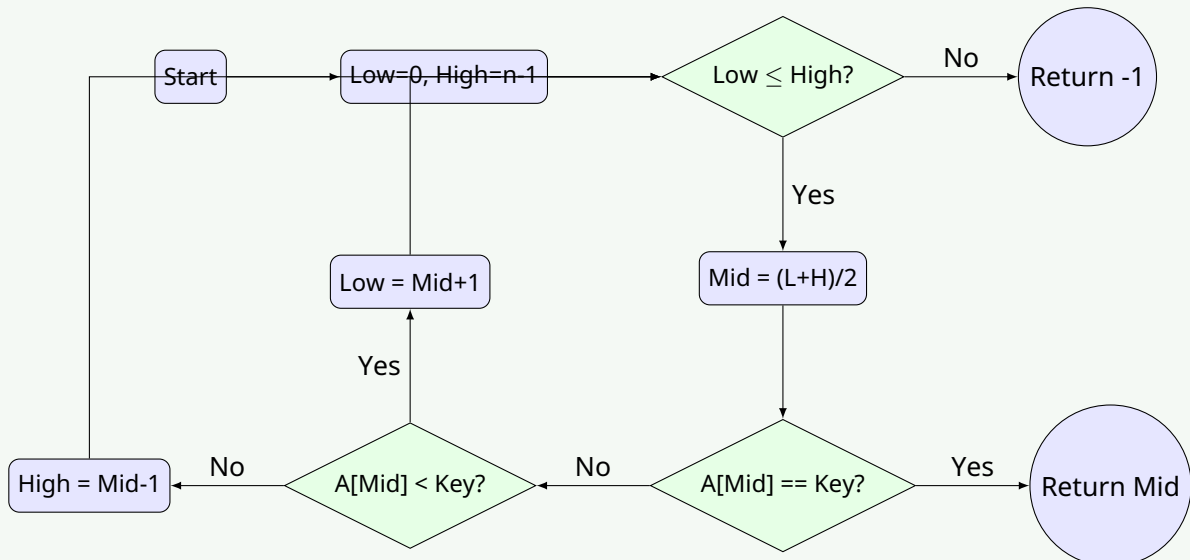 Start
Low=0, High=n-1
Low ≤ High?
No
Return -1
Yes
Low = Mid+1
Mid = (L+H)/2
Yes
High = Mid-1
No
A[Mid] < Key?
No
A[Mid] == Key?
Yes
Return Mid